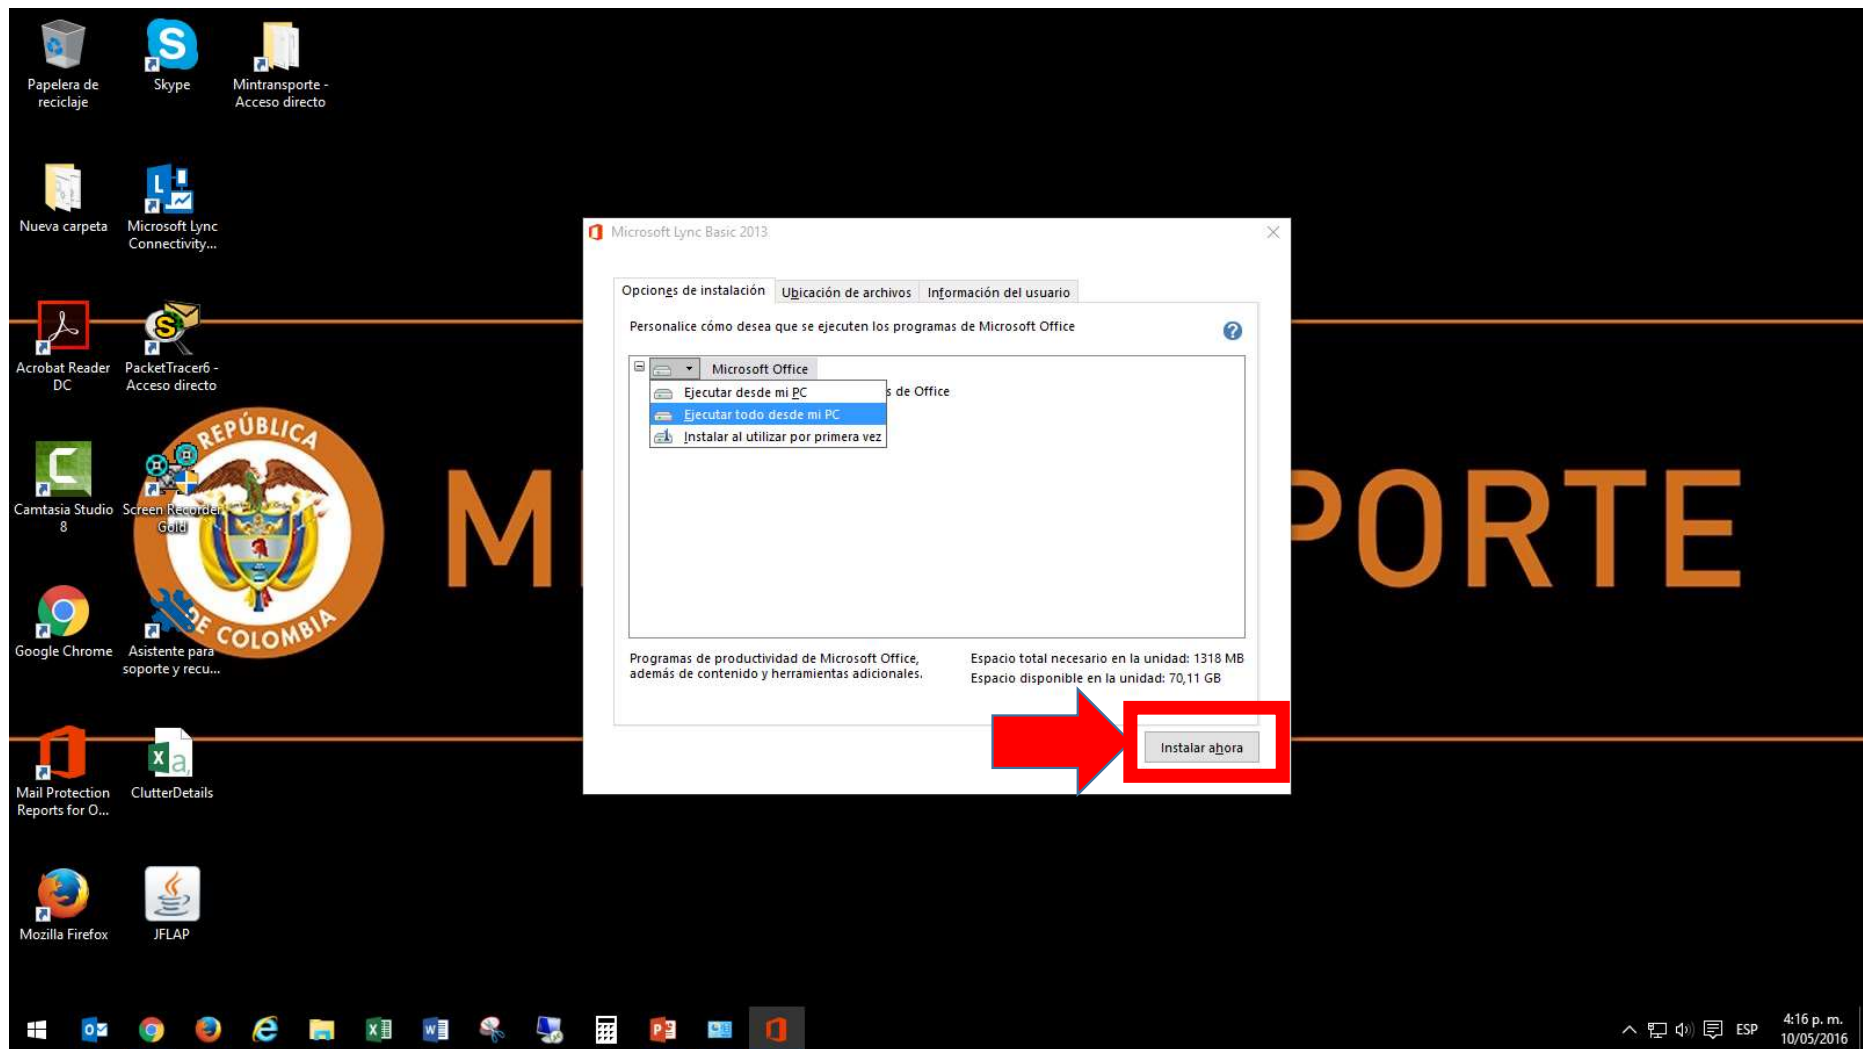 Papelera de
reciclaje
Skype
Mintransporte -
Acceso directo
Nueva carpeta
Microsoft Lync
Connectivity...
Acrobat Reader
DC
PacketTracer6 -
Acceso directo
Camtasia Studio
8
Screen Recorder
Gold
Google Chrome
Asistente para
soporte y recu...
Mail Protection
Reports for O...
ClutterDetails
Mozilla Firefox
JFLAP
REPÚBLICA
DE COLOMBIA
M
PORTE
Microsoft Lync Basic 2013
Opciones de instalación
Ubicación de archivos
Información del usuario
Personalice cómo desea que se ejecuten los programas de Microsoft Office
Microsoft Office
Ejecutar desde mi PC
s de Office
Ejecutar todo desde mi PC
Instalar al utilizar por primera vez
Programas de productividad de Microsoft Office,
además de contenido y herramientas adicionales.
Espacio total necesario en la unidad: 1318 MB
Espacio disponible en la unidad: 70,11 GB
Instalar ahora
ESP
4:16 p. m.
10/05/2016